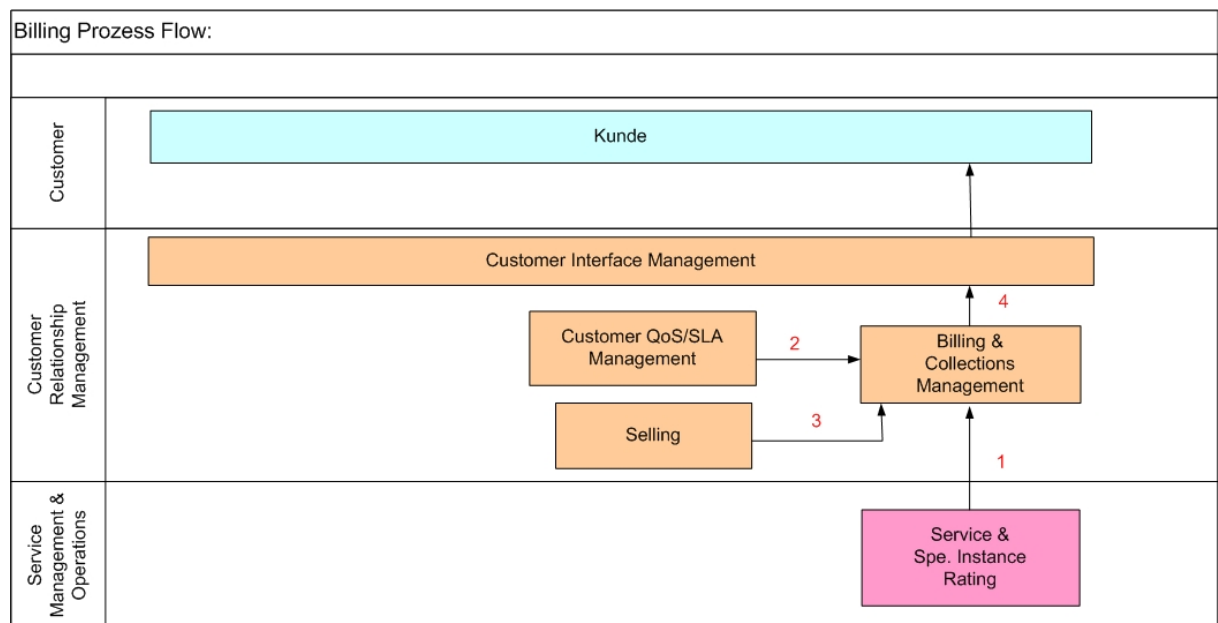 Billing Prozess Flow:
Customer
Kunde
Customer
Relationship
Management
Customer Interface Management
4
Customer QoS/SLA
Management
2
Billing &
Collections
Management
Selling
3
1
Service
Management &
Operations
Service &
Spe. Instance
Rating